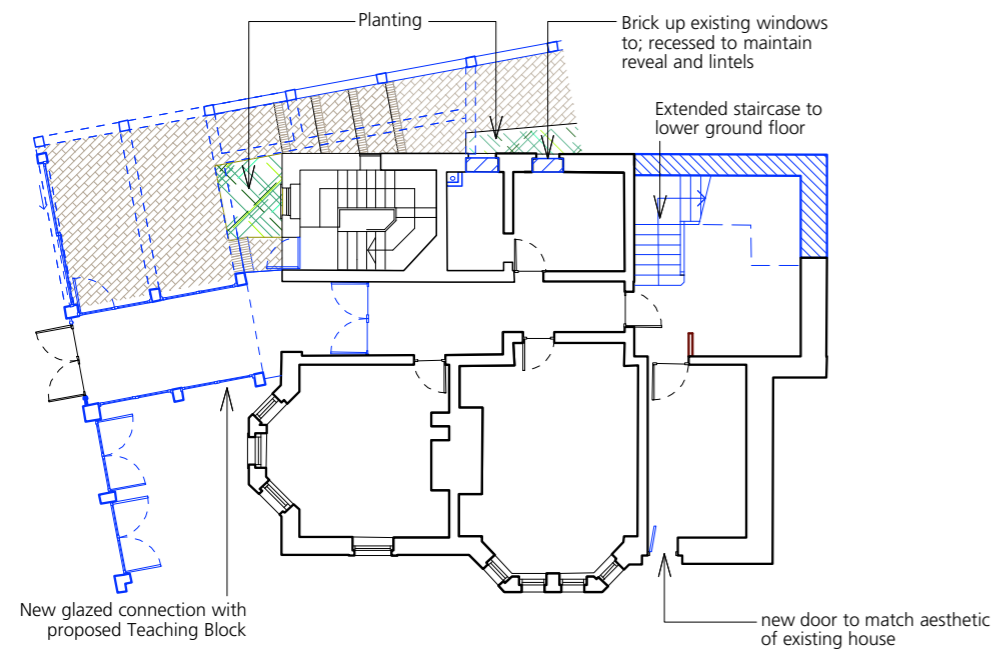 Planting
Brick up existing windows
to; recessed to maintain
reveal and lintels
Extended staircase to
lower ground floor
New glazed connection with
proposed Teaching Block
new door to match aesthetic
of existing house